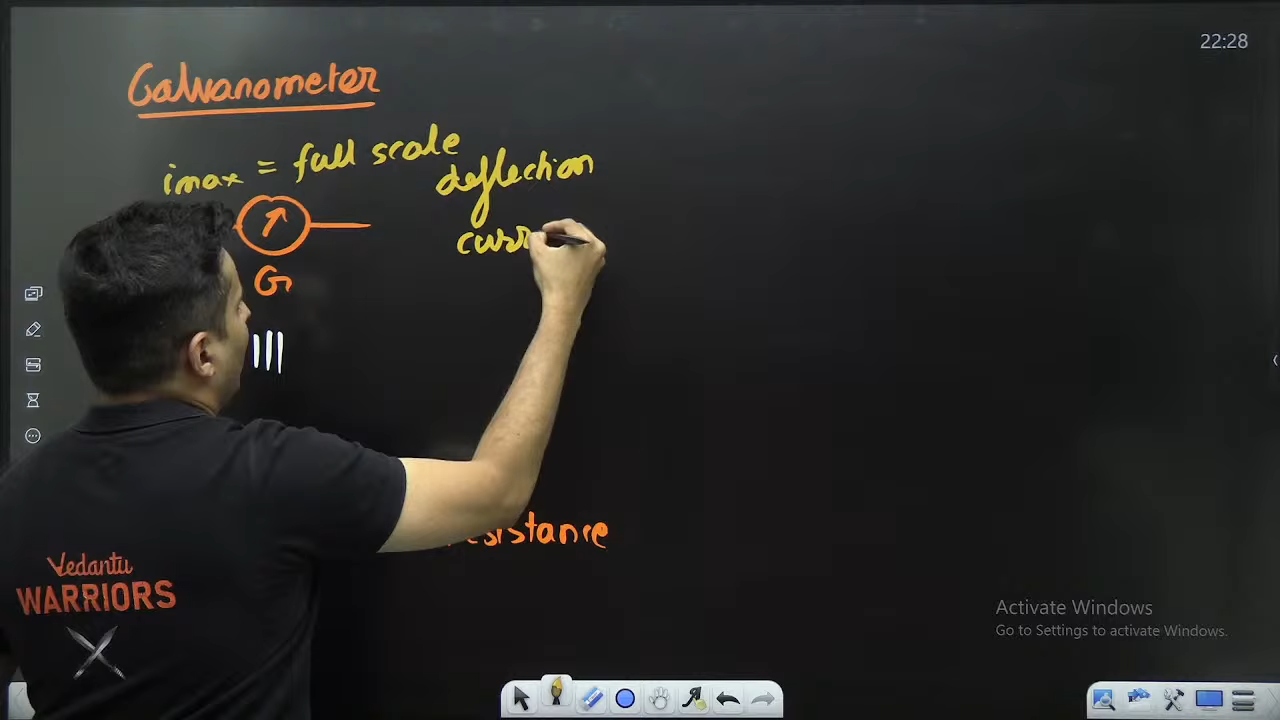 22:28
Galvanometer
imax = full scale
deflection
curr
G
esistance
Vedantu
WARRIORS
Activate Windows
Go to Settings to activate Windows.